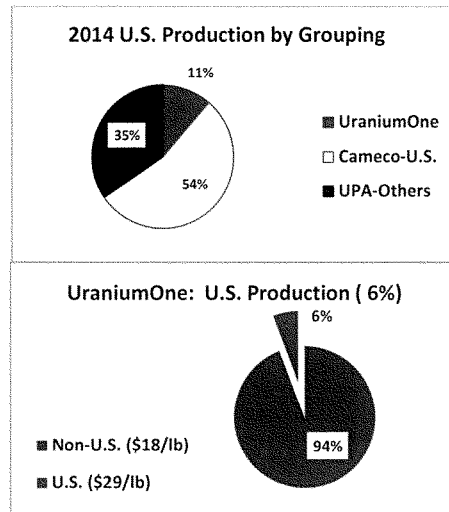 2014 U.S. Production by Grouping
11%
35%
54%
UraniumOne
Cameco-U.S.
UPA-Others
UraniumOne: U.S. Production ( 6%)
6%
94%
Non-U.S. ($18/lb)
U.S. ($29/lb)